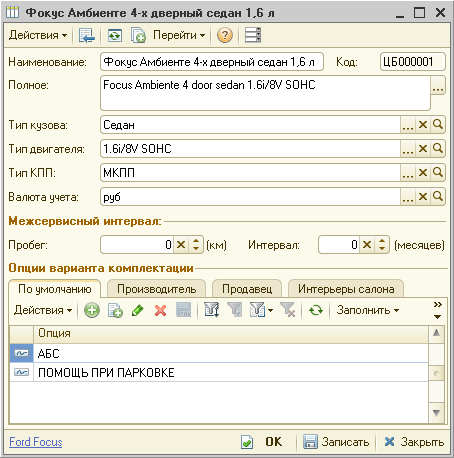 Фокус Амбиенте 4-х дверный седан 1,6 л
Действия Перейти
Наименование: Фокус Амбиенте 4-х дверный седан 1,6 л Код: ЦБ000001
Полное: Focus Ambiente 4 door sedan 1.6i/8V SOHC
Тип кузова: Седан
Тип двигателя: 1.6i/8V SOHC
Тип КПП: МКПП
Валюта учета: руб
Межсервисный интервал:
Пробег: 0 (км) Интервал: 0 (месяцев)
Опции варианта комплектации
По умолчанию Производитель Продавец Интерьеры салона
Действия Заполнить
Опция
АБС
ПОМОЩЬ ПРИ ПАРКОВКЕ
Ford Focus OK Записать Закрыть